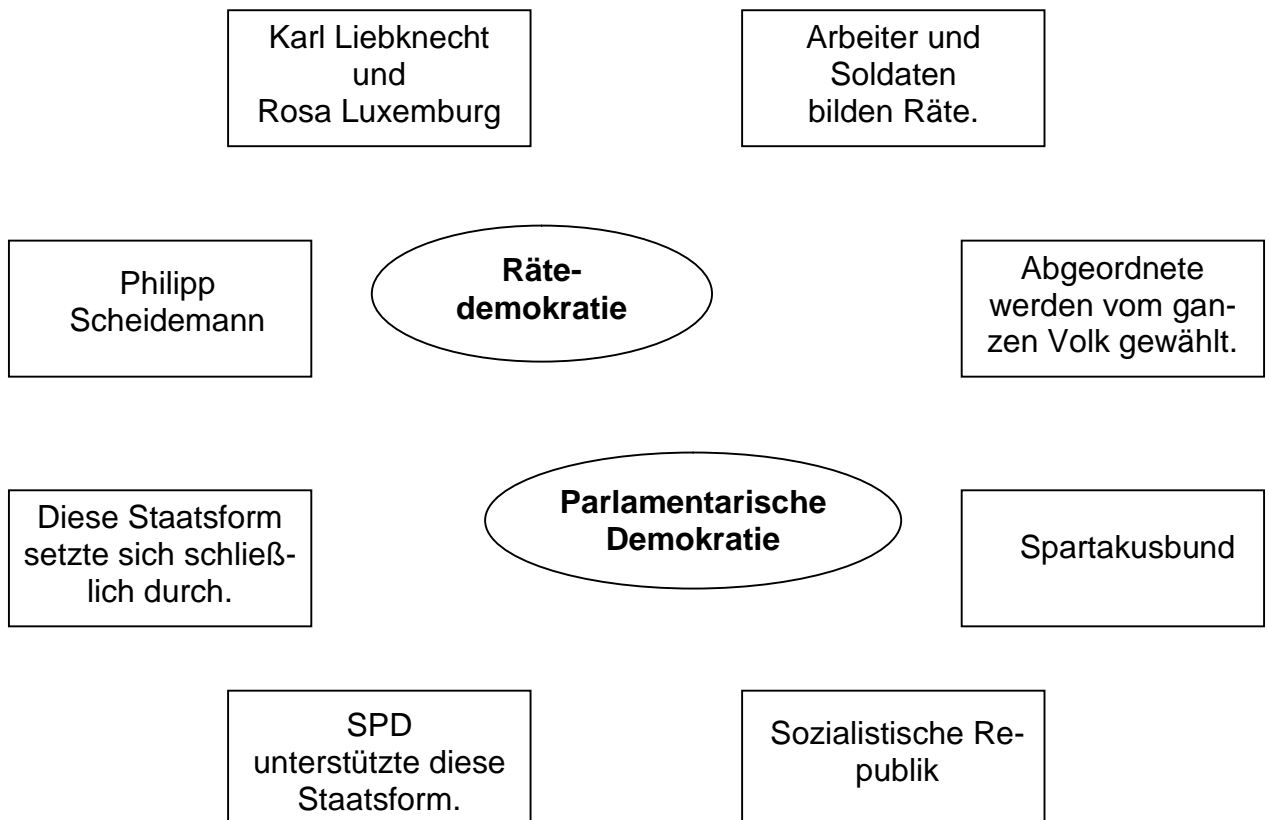 Karl Liebknecht
und
Rosa Luxemburg
Arbeiter und
Soldaten
bilden Räte.
Philipp
Scheidemann
Räte-
demokratie
Abgeordnete
werden vom gan-
zen Volk gewählt.
Diese Staatsform
setzte sich schließ-
lich durch.
Parlamentarische
Demokratie
Spartakusbund
SPD
unterstützte diese
Staatsform.
Sozialistische Re-
publik